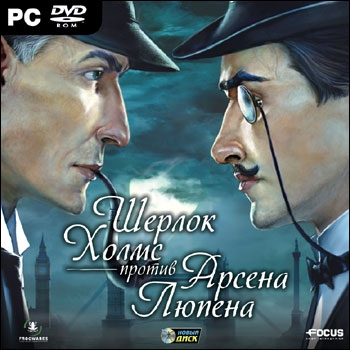 PC DVD
ROM
Шерлок
Холмс
против Арсена
Люпена
FROGWARES
НОВЫЙ
ДИСК
FOCUS